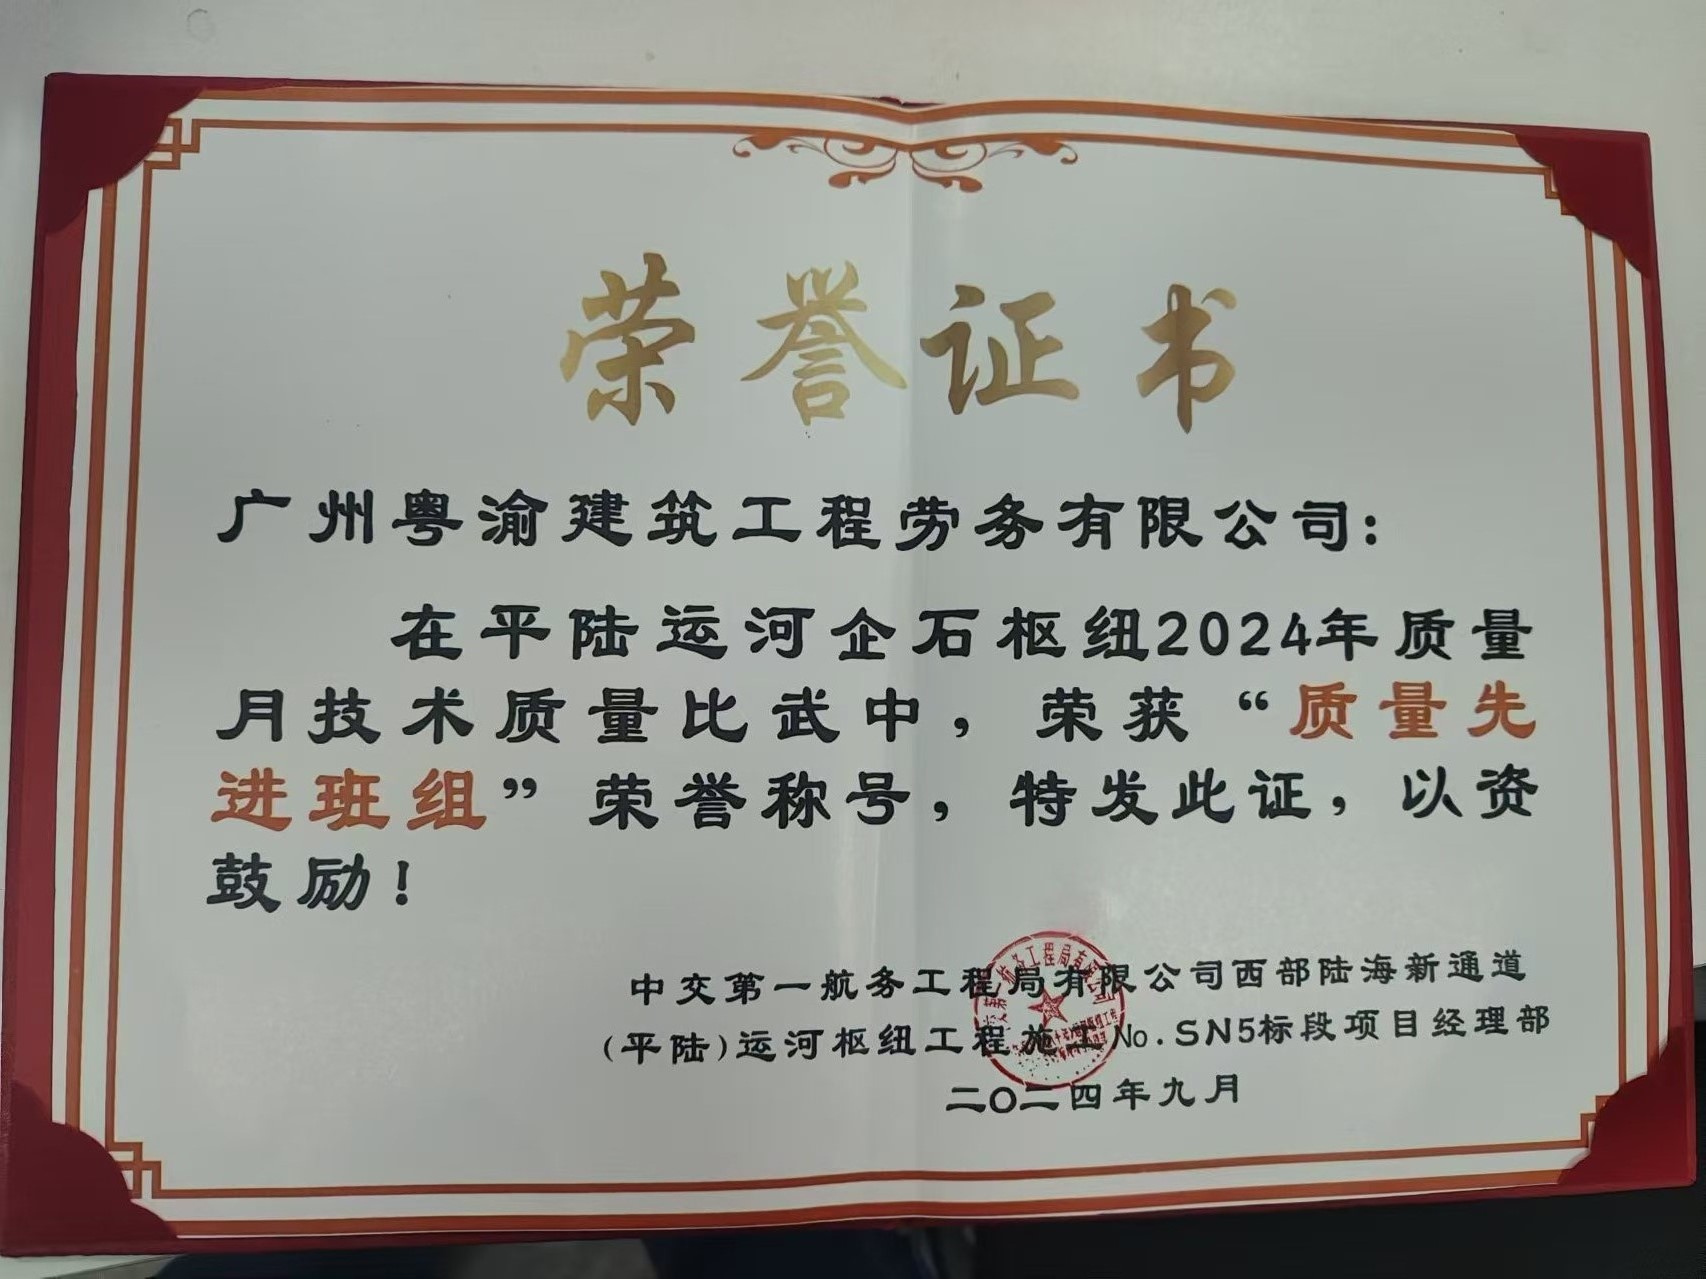 荣誉证书
广州粤渝建筑工程劳务有限公司：
在平陆运河企石枢纽2024年质量
月技术质量比武中，荣获“质量先
进班组”荣誉称号，特发此证，以资
鼓励！
中交第一航务工程局有限公司西部陆海新通道
(平陆)运河枢纽工程施工No.SN5标段项目经理部
二〇二四年九月